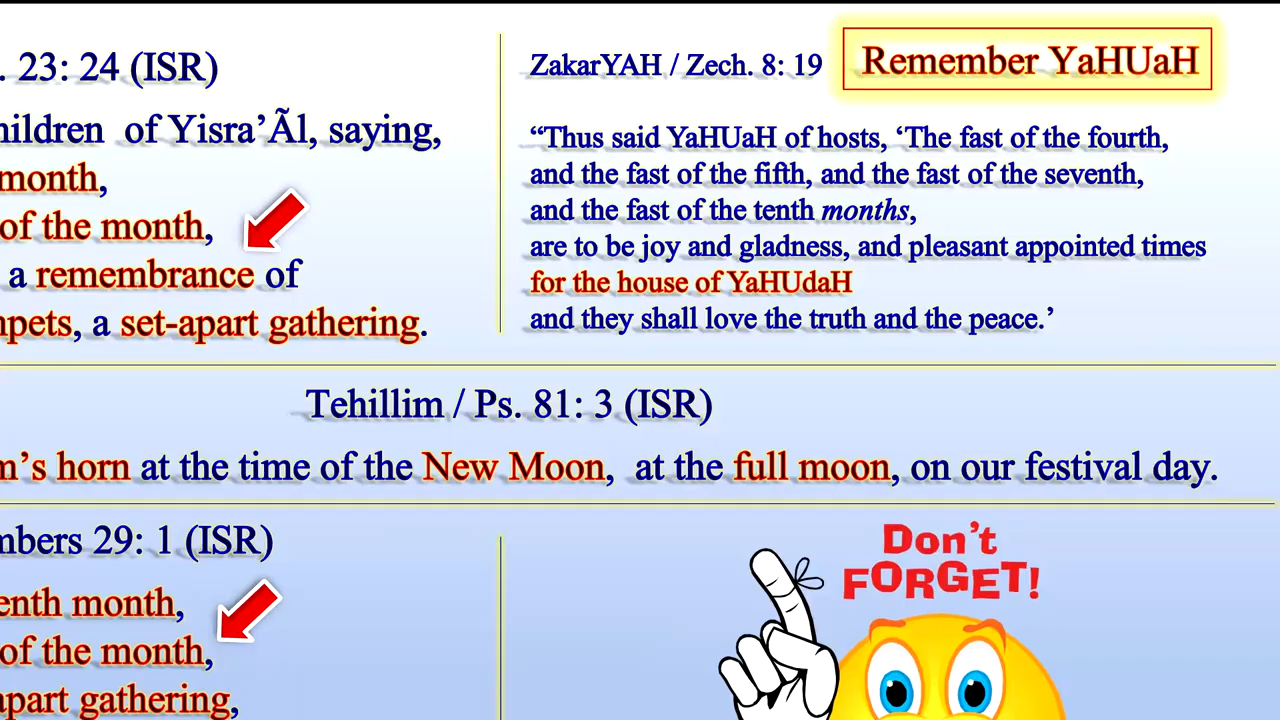 . 23: 24 (ISR)
hildren of Yisra’Ãl, saying,
month,
of the month,
a remembrance of
pets, a set-apart gathering.
ZakarYAH / Zech. 8: 19
Remember YaHUaH
“Thus said YaHUaH of hosts, ‘The fast of the fourth,
and the fast of the fifth, and the fast of the seventh,
and the fast of the tenth months,
are to be joy and gladness, and pleasant appointed times
for the house of YaHUdaH
and they shall love the truth and the peace.’
Tehillim / Ps. 81: 3 (ISR)
m’s horn at the time of the New Moon, at the full moon, on our festival day.
mbers 29: 1 (ISR)
enth month,
of the month,
apart gathering,
Don’t
FORGET!